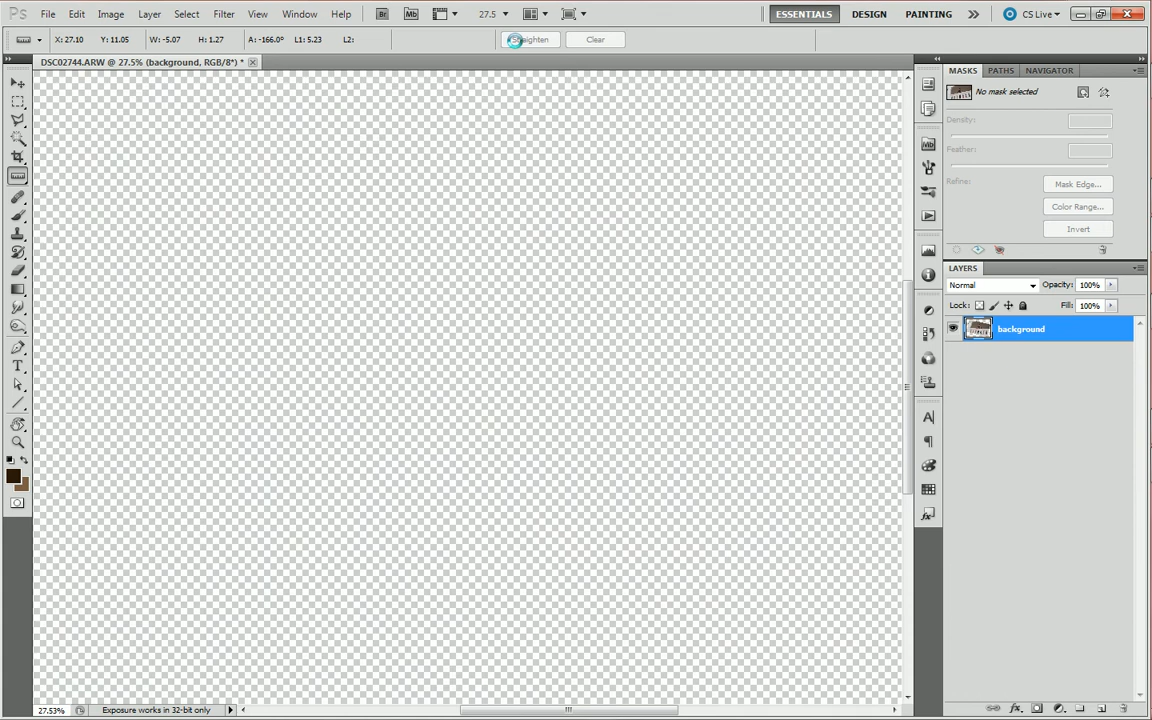 Ps File Edit Image Layer Select Filter View Window Help Br Mb 27.5 ESSENTIALS DESIGN PAINTING CS Live
X: 27.10 Y: 11.05 W: -5.07 H: 1.27 A: -166.0° L1: 5.23 L2: Straighten Clear
DSC02744.ARW @ 27.5% (background, RGB/8*) *
MASKS PATHS NAVIGATOR
No mask selected
Density:
Feather:
Refine: Mask Edge...
Color Range...
Invert
LAYERS
Normal Opacity: 100%
Lock: Fill: 100%
background
27.53% Exposure works in 32-bit only